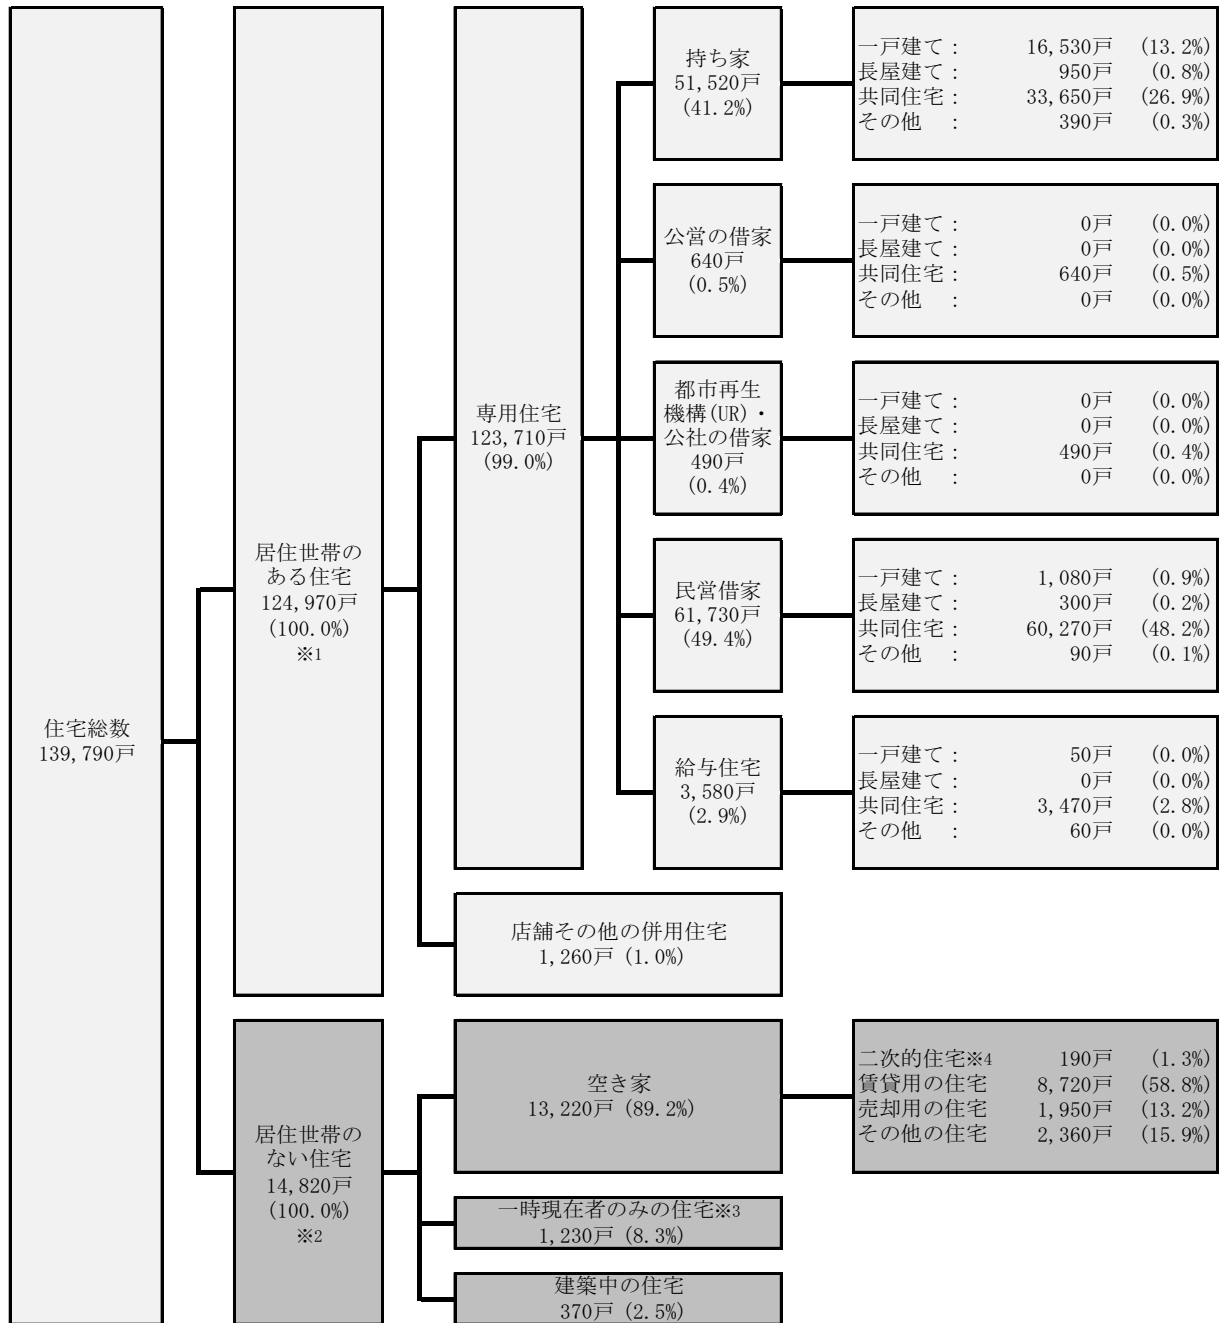 住宅総数
139,790戸
居住世帯の
ある住宅
124,970戸
(100.0%)
※1
専用住宅
123,710戸
(99.0%)
持ち家
51,520戸
(41.2%)
一戸建て： 16,530戸 (13.2%)
長屋建て： 950戸 (0.8%)
共同住宅： 33,650戸 (26.9%)
その他 ： 390戸 (0.3%)
公営の借家
640戸
(0.5%)
一戸建て： 0戸 (0.0%)
長屋建て： 0戸 (0.0%)
共同住宅： 640戸 (0.5%)
その他 ： 0戸 (0.0%)
都市再生
機構(UR)・
公社の借家
490戸
(0.4%)
一戸建て： 0戸 (0.0%)
長屋建て： 0戸 (0.0%)
共同住宅： 490戸 (0.4%)
その他 ： 0戸 (0.0%)
民営借家
61,730戸
(49.4%)
一戸建て： 1,080戸 (0.9%)
長屋建て： 300戸 (0.2%)
共同住宅： 60,270戸 (48.2%)
その他 ： 90戸 (0.1%)
給与住宅
3,580戸
(2.9%)
一戸建て： 50戸 (0.0%)
長屋建て： 0戸 (0.0%)
共同住宅： 3,470戸 (2.8%)
その他 ： 60戸 (0.0%)
店舗その他の併用住宅
1,260戸 (1.0%)
居住世帯の
ない住宅
14,820戸
(100.0%)
※2
空き家
13,220戸 (89.2%)
二次的住宅※4 190戸 (1.3%)
賃貸用の住宅 8,720戸 (58.8%)
売却用の住宅 1,950戸 (13.2%)
その他の住宅 2,360戸 (15.9%)
一時現在者のみの住宅※3
1,230戸 (8.3%)
建築中の住宅
370戸 (2.5%)